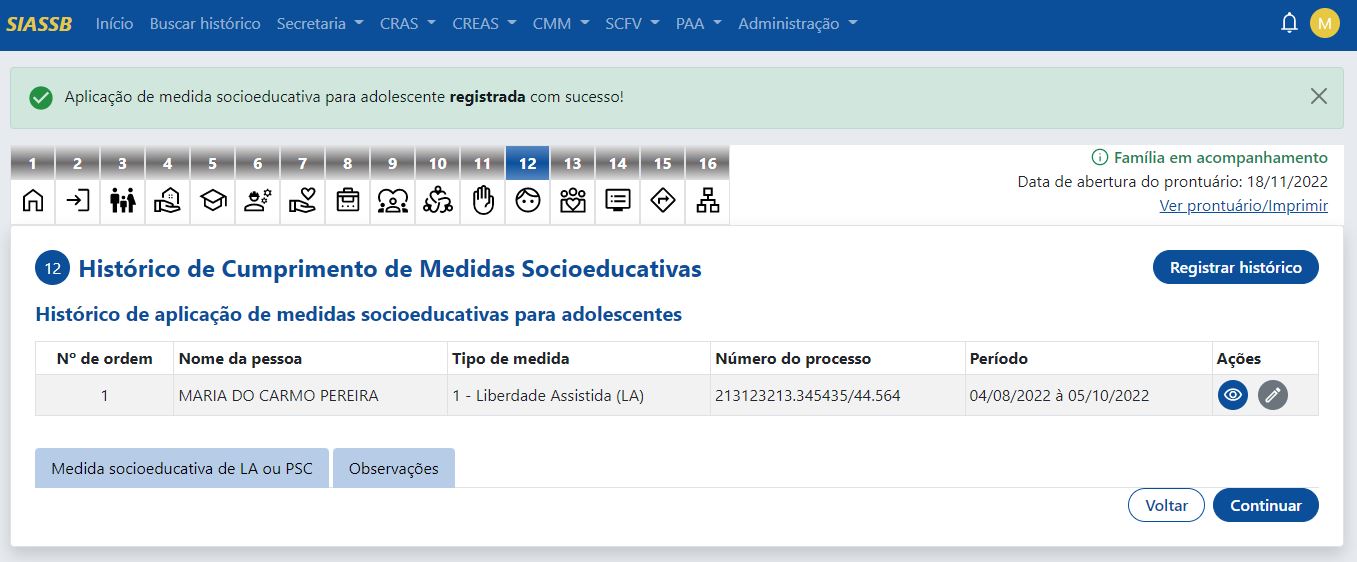 SIASSB Início Buscar histórico Secretaria CRAS CREAS CMM SCFV PAA Administração M
Aplicação de medida socioeducativa para adolescente registrada com sucesso!
1 2 3 4 5 6 7 8 9 10 11 12 13 14 15 16
Família em acompanhamento
Data de abertura do prontuário: 18/11/2022
Ver prontuário/Imprimir
12 Histórico de Cumprimento de Medidas Socioeducativas
Registrar histórico
Histórico de aplicação de medidas socioeducativas para adolescentes
Nº de ordem Nome da pessoa Tipo de medida Número do processo Período Ações
1 MARIA DO CARMO PEREIRA 1 - Liberdade Assistida (LA) 213123213.345435/44.564 04/08/2022 à 05/10/2022
Medida socioeducativa de LA ou PSC Observações
Voltar Continuar